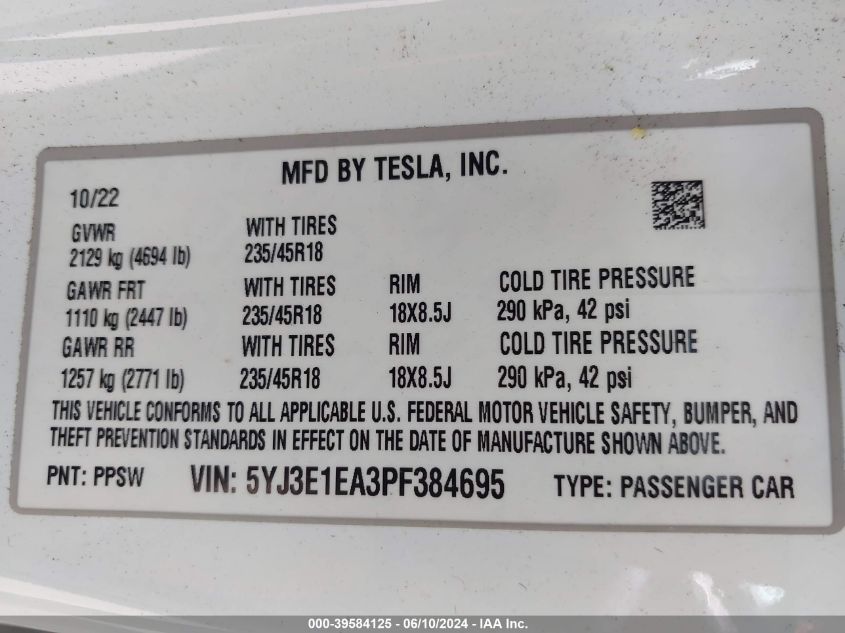 MFD BY TESLA, INC.
10/22
GVWR WITH TIRES
2129 kg (4694 lb) 235/45R18
GAWR FRT WITH TIRES RIM COLD TIRE PRESSURE
1110 kg (2447 lb) 235/45R18 18X8.5J 290 kPa, 42 psi
GAWR RR WITH TIRES RIM COLD TIRE PRESSURE
1257 kg (2771 lb) 235/45R18 18X8.5J 290 kPa, 42 psi
THIS VEHICLE CONFORMS TO ALL APPLICABLE U.S. FEDERAL MOTOR VEHICLE SAFETY, BUMPER, AND
THEFT PREVENTION STANDARDS IN EFFECT ON THE DATE OF MANUFACTURE SHOWN ABOVE.
PNT: PPSW VIN: 5YJ3E1EA3PF384695 TYPE: PASSENGER CAR
000-39584125 - 06/10/2024 - IAA Inc.